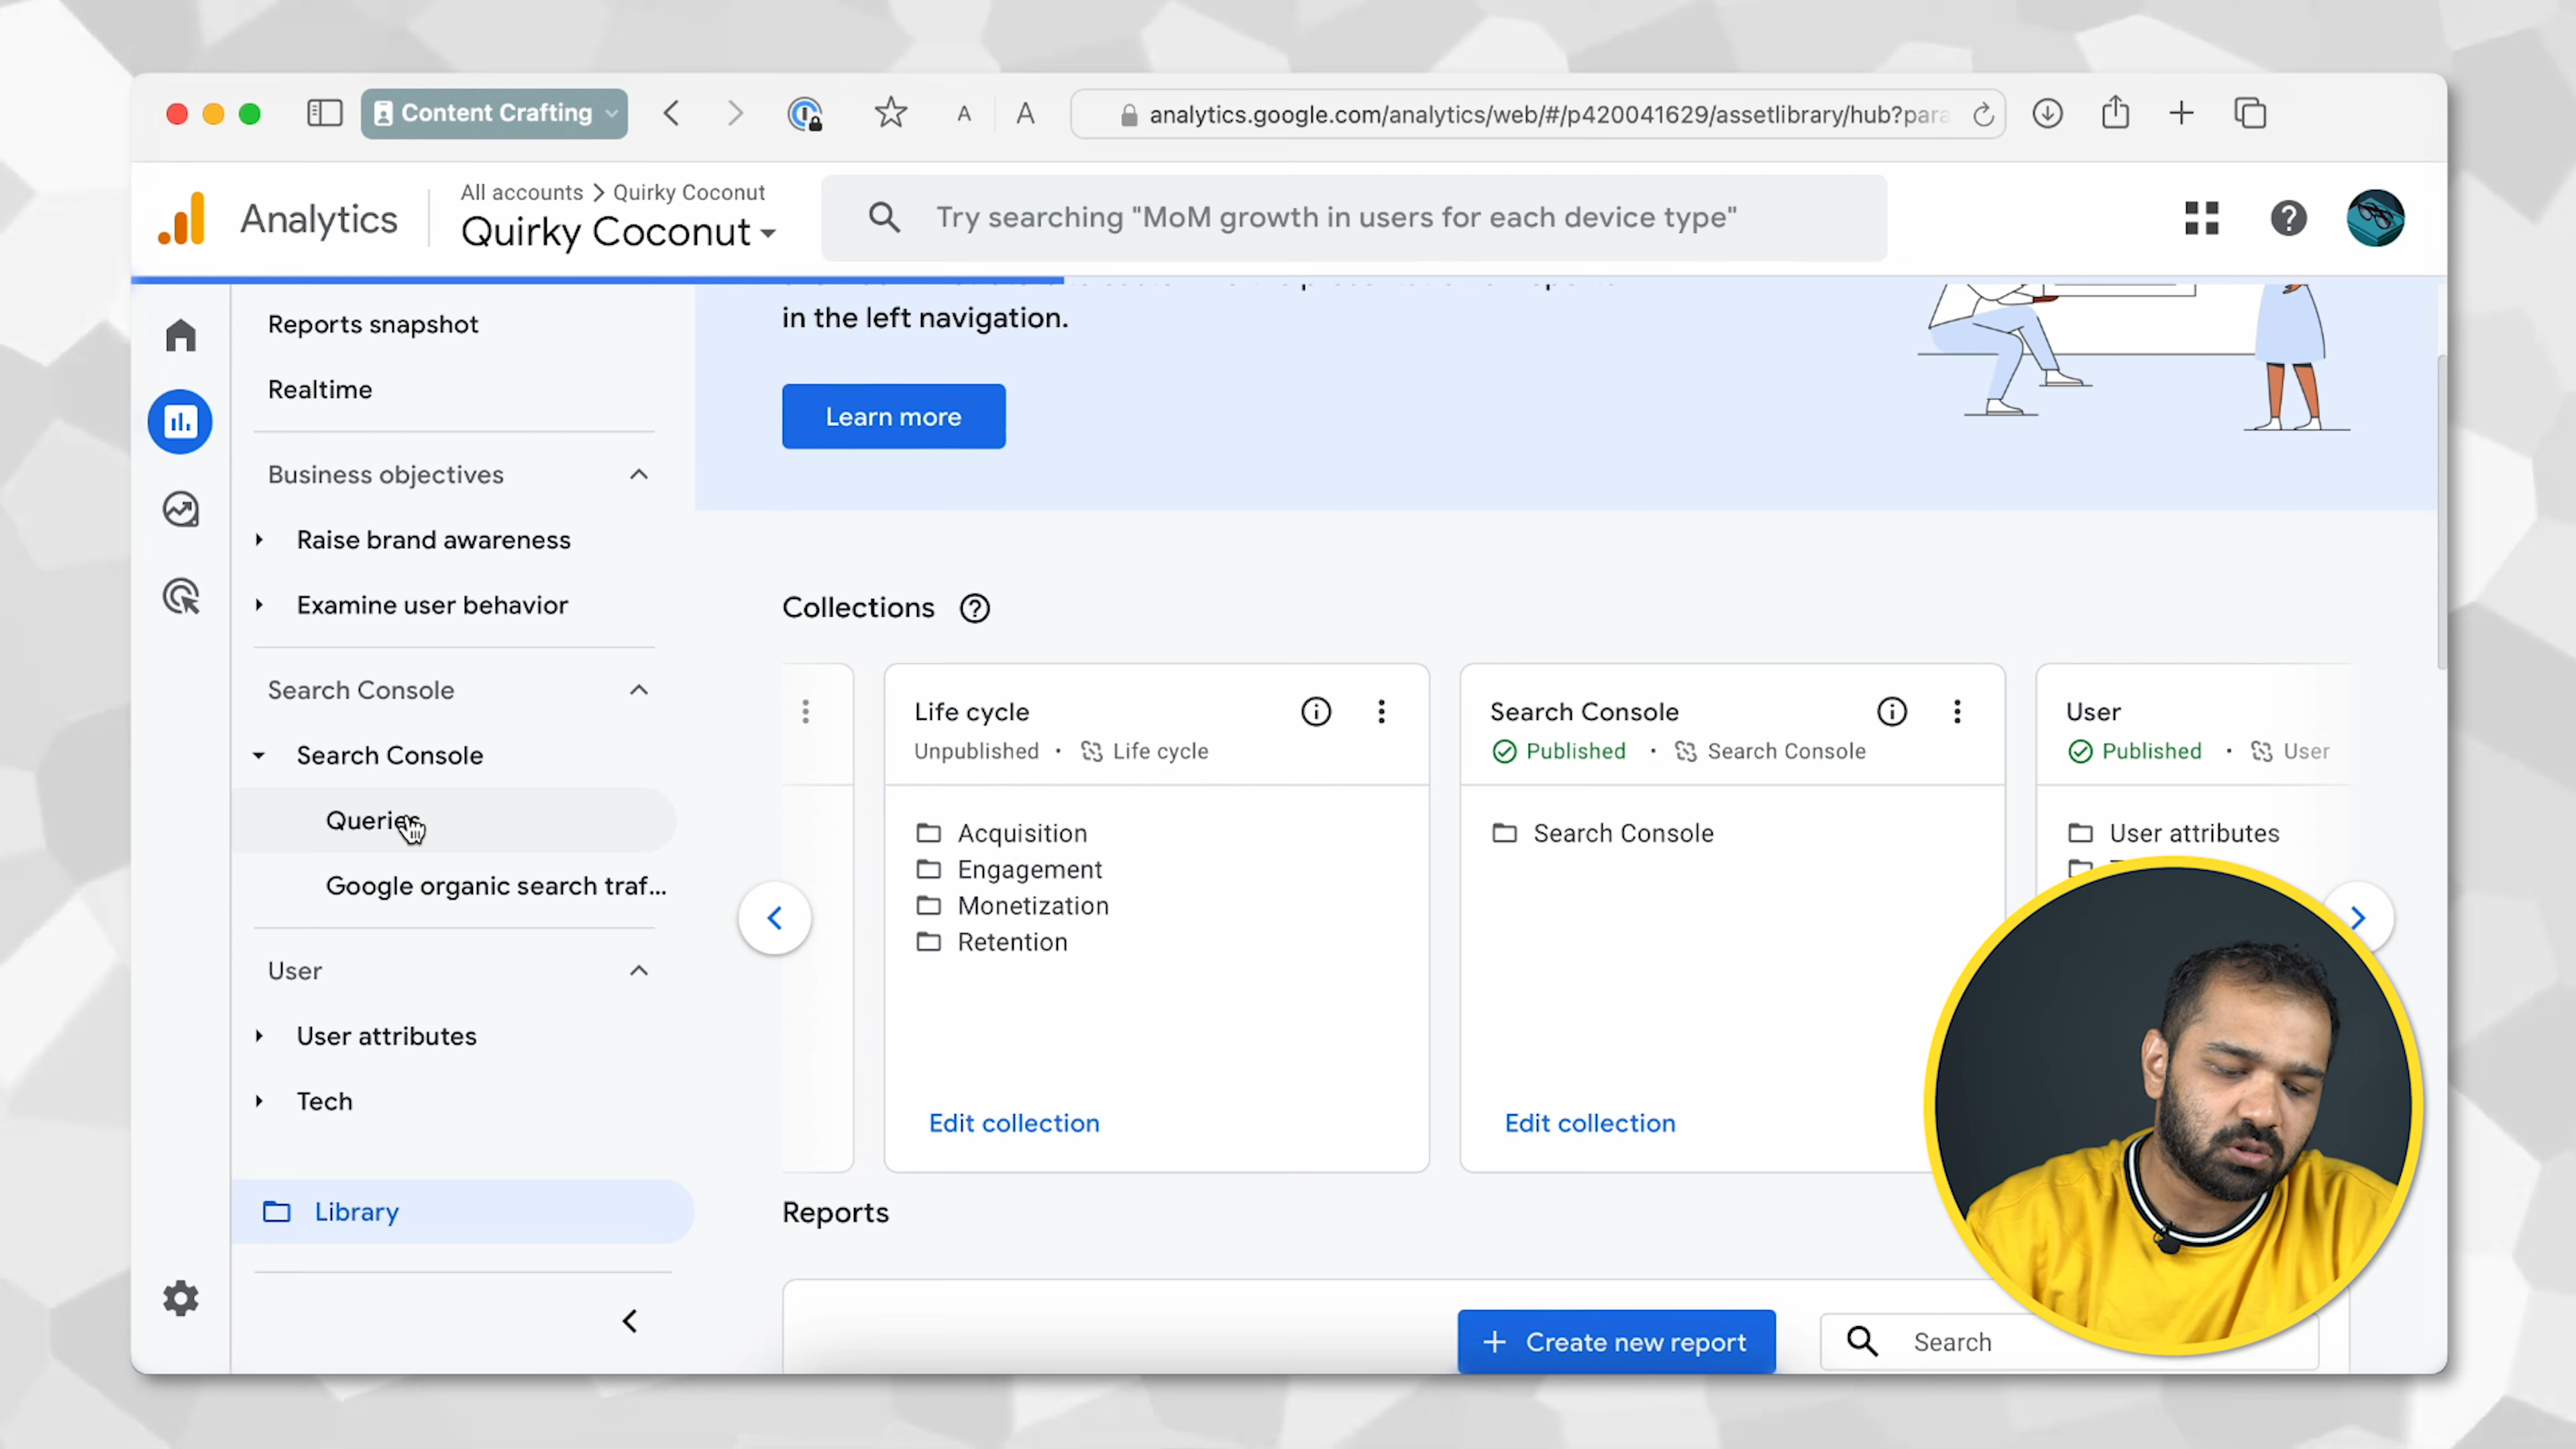 Content Crafting
A A
analytics.google.com/analytics/web/#/p420041629/assetlibrary/hub?para
Analytics
All accounts > Quirky Coconut
Quirky Coconut
Try searching "MoM growth in users for each device type"
Reports snapshot
Realtime
Business objectives
Raise brand awareness
Examine user behavior
Search Console
Search Console
Queries
Google organic search traf...
User
User attributes
Tech
Library
in the left navigation.
Learn more
Collections
Life cycle
Unpublished • Life cycle
Acquisition
Engagement
Monetization
Retention
Edit collection
Search Console
Published • Search Console
Search Console
Edit collection
User
Published • User
User attributes
Reports
+ Create new report
Search